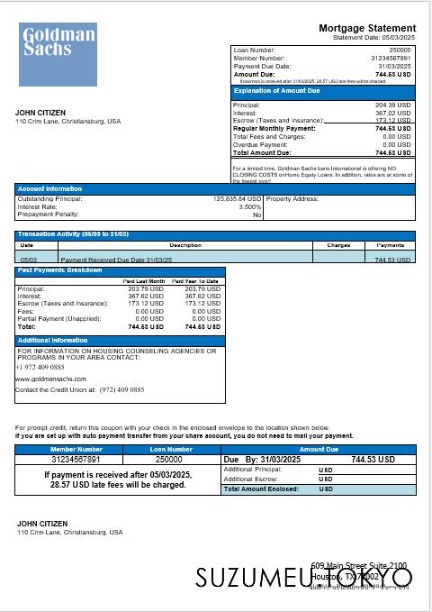 Goldman
Sachs
Mortgage Statement
Statement Date: 05/03/2025
Loan Number: 250000
Member Number: 31234567891
Payment Due Date: 31/03/2025
Amount Due: 744.53 USD
If payment is received after 05/03/2025, 28.57 USD late fees will be charged.
Explanation of Amount Due
JOHN CITIZEN
110 Crim Lane, Christiansburg, USA
Principal: 204.39 USD
Interest: 367.02 USD
Escrow (Taxes and Insurance): 173.12 USD
Regular Monthly Payment: 744.53 USD
Total Fees and Charges: 0.00 USD
Overdue Payment: 0.00 USD
Total Amount Due: 744.53 USD
For a limited time, Goldman Sachs bank International is offering NO
CLOSING COSTS onHome Equity Loans. In addition, rates are at some of
the lowest ever!
Account Information
Outstanding Principal: 125,835.84 USD Property Address:
Interest Rate: 3.500%
Prepayment Penalty: No
Transaction Activity (05/03 to 31/03)
Date Description Charges Payments
05/03 Payment Received Due Date 31/03/25 744.53 USD
Past Payments Breakdown
Paid Last Month Paid Year To Date
Principal: 203.79 USD 203.79 USD
Interest: 367.62 USD 367.62 USD
Escrow (Taxes and Insurance): 173.12 USD 173.12 USD
Fees: 0.00 USD 0.00 USD
Partial Payment (Unapplied): 0.00 USD 0.00 USD
Total: 744.53 USD 744.53 USD
Additional Information
FOR INFORMATION ON HOUSING COUNSELING AGENCIES OR
PROGRAMS IN YOUR AREA CONTACT:
+1 972 409 0885
www.goldmansachs.com
Contact the Credit Union at: (972) 409 0885
For prompt credit, return this coupon with your check in the enclosed envelope to the location shown below.
If you are set up with auto payment transfer from your share account, you do not need to mail your payment.
Member Number Loan Number Amount Due
31234567891 250000 Due By: 31/03/2025 744.53 USD
If payment is received after 05/03/2025,
28.57 USD late fees will be charged.
Additional Principal: USD
Additional Escrow: USD
Total Amount Enclosed: USD
JOHN CITIZEN
110 Crim Lane, Christiansburg, USA
609 Main Street Suite 2100
Houston, TX 77002
SUZUMEU.TOKYO